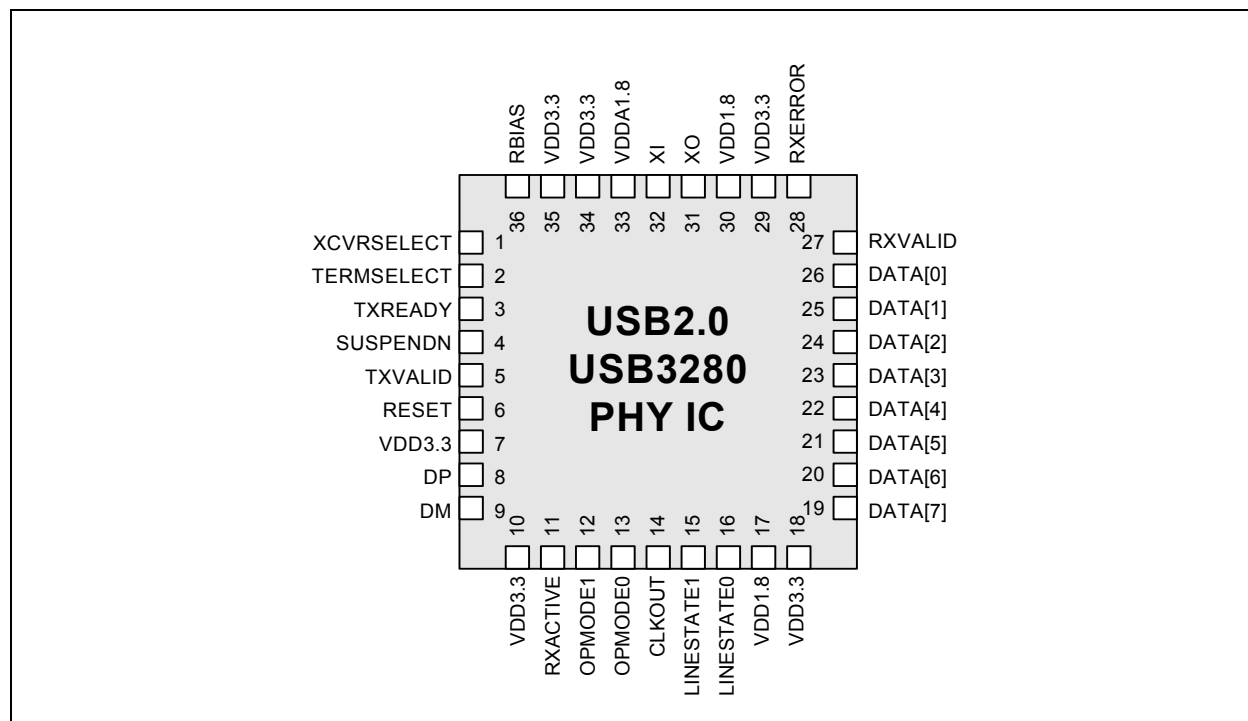 RBIAS
VDD3.3
VDD3.3
VDDA1.8
XI
XO
VDD1.8
VDD3.3
RXERROR
36
35
34
33
32
31
30
29
28
XCVRSELECT 1
TERMSELECT 2
TXREADY 3
SUSPENDN 4
TXVALID 5
RESET 6
VDD3.3 7
DP 8
DM 9
USB2.0
USB3280
PHY IC
27 RXVALID
26 DATA[0]
25 DATA[1]
24 DATA[2]
23 DATA[3]
22 DATA[4]
21 DATA[5]
20 DATA[6]
19 DATA[7]
10
11
12
13
14
15
16
17
18
VDD3.3
RXACTIVE
OPMODE1
OPMODE0
CLKOUT
LINESTATE1
LINESTATE0
VDD1.8
VDD3.3